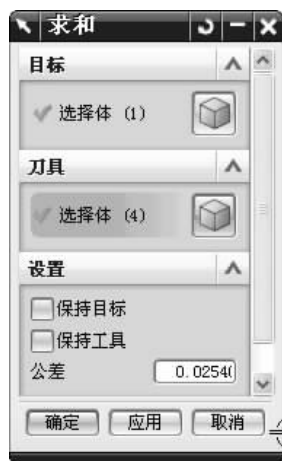 求和
目标
选择体 (1)
刀具
选择体 (4)
设置
保持目标
保持工具
公差 0.0254(
确定 应用 取消